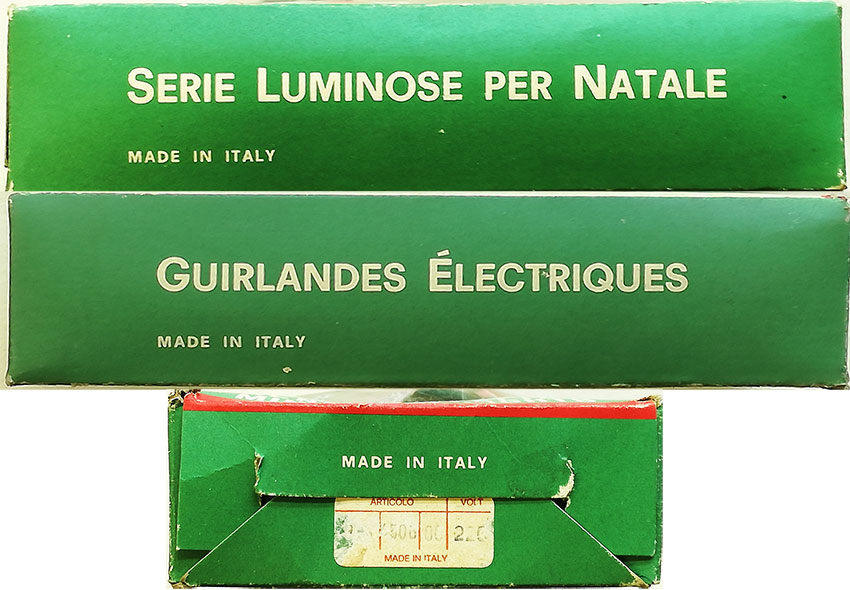 SERIE LUMINOSE PER NATALE
MADE IN ITALY
GUIRLANDES ÉLECTRIQUES
MADE IN ITALY
MADE IN ITALY
ARTICOLO VOLT
220
MADE IN ITALY